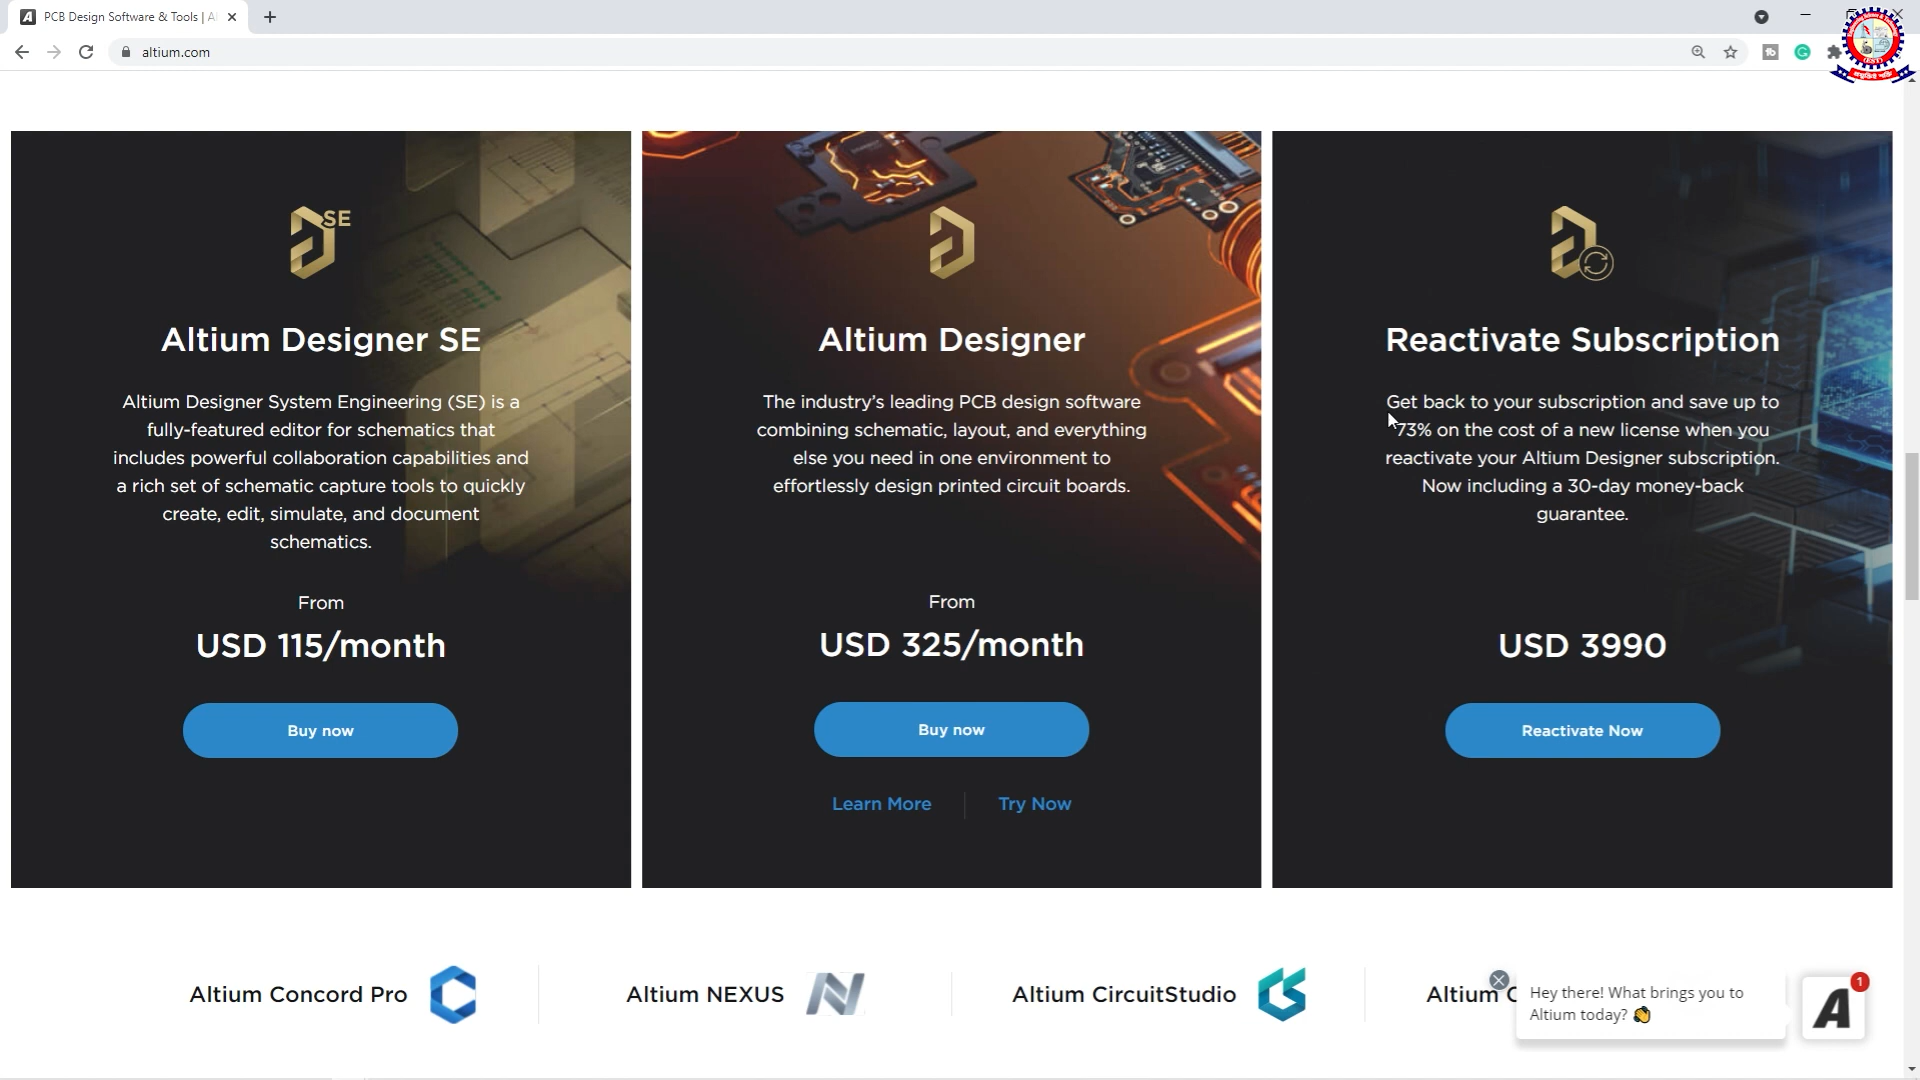 PCB Design Software & Tools | A
altium.com
SE
Altium Designer SE
Altium Designer System Engineering (SE) is a
fully-featured editor for schematics that
includes powerful collaboration capabilities and
a rich set of schematic capture tools to quickly
create, edit, simulate, and document
schematics.
From
USD 115/month
Buy now
Altium Designer
The industry’s leading PCB design software
combining schematic, layout, and everything
else you need in one environment to
effortlessly design printed circuit boards.
From
USD 325/month
Buy now
Learn More
Try Now
Reactivate Subscription
Get back to your subscription and save up to
73% on the cost of a new license when you
reactivate your Altium Designer subscription.
Now including a 30-day money-back
guarantee.
USD 3990
Reactivate Now
Altium Concord Pro
Altium NEXUS
Altium CircuitStudio
Altium C
Hey there! What brings you to
Altium today? 👋
A
1